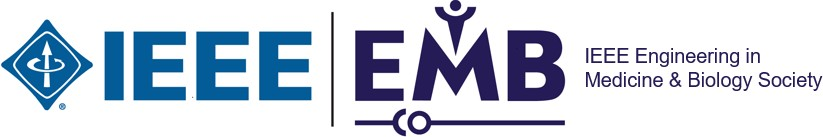 IEEE
EMB
IEEE Engineering in
Medicine & Biology Society
®